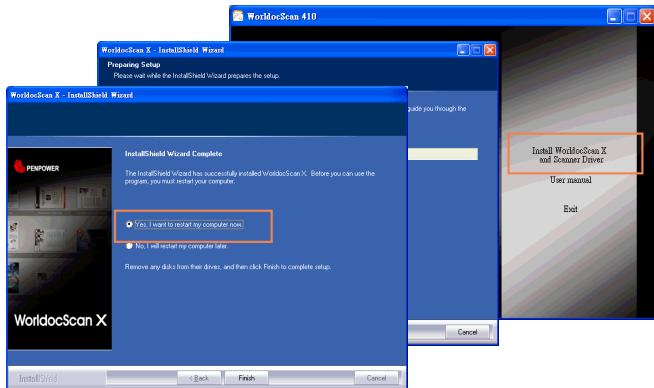 WorldocScan 410
Install WorldocScan X
and Scanner Driver
User manual
Exit
WorldocScan X - InstallShield Wizard
Preparing Setup
Please wait while the InstallShield Wizard prepares the setup.
guide you through the
Cancel
WorldocScan X - InstallShield Wizard
PENPOWER
WorldocScan X
InstallShield Wizard Complete
The InstallShield Wizard has successfully installed WorldocScan X. Before you can use the
program, you must restart your computer.
Yes, I want to restart my computer now.
No, I will restart my computer later.
Remove any disks from their drives, and then click Finish to complete setup.
InstallShield
< Back
Finish
Cancel